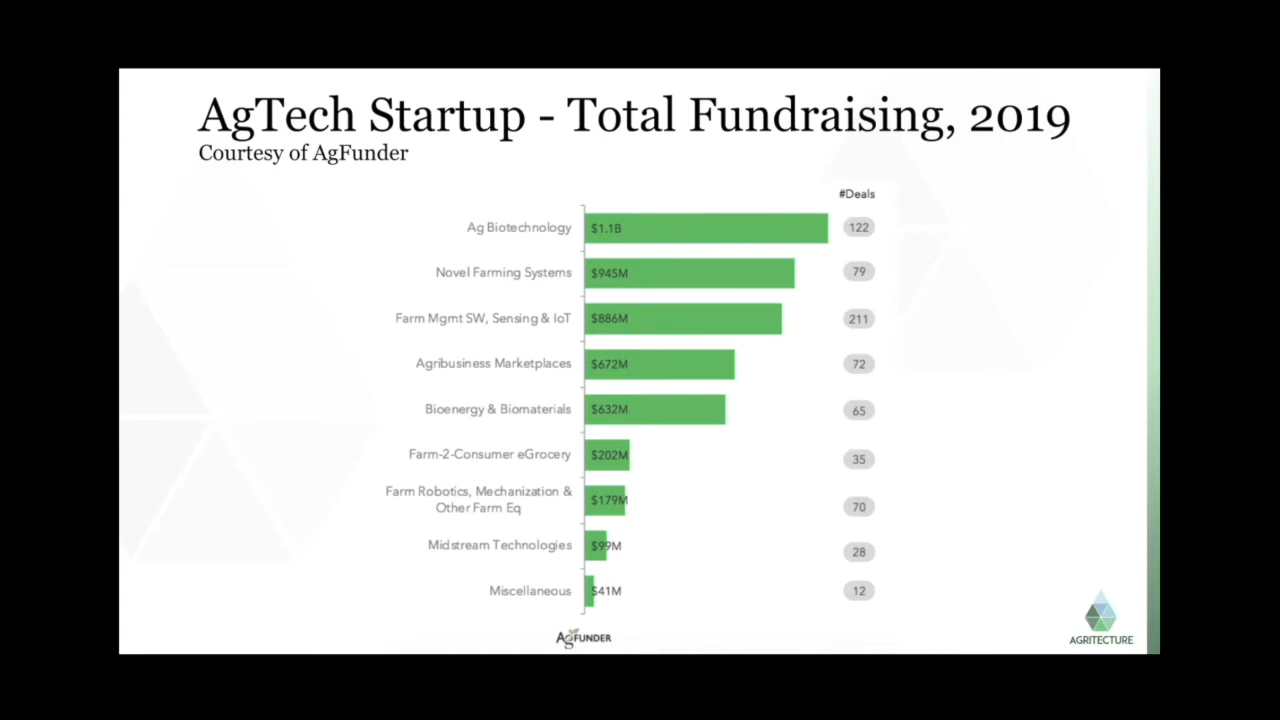 AgTech Startup - Total Fundraising, 2019
Courtesy of AgFunder
#Deals
Ag Biotechnology $1.1B 122
Novel Farming Systems $945M 79
Farm Mgmt SW, Sensing & IoT $886M 211
Agribusiness Marketplaces $672M 72
Bioenergy & Biomaterials $632M 65
Farm-2-Consumer eGrocery $202M 35
Farm Robotics, Mechanization &
Other Farm Eq $179M 70
Midstream Technologies $99M 28
Miscellaneous $41M 12
AgFUNDER
AGRITECTURE